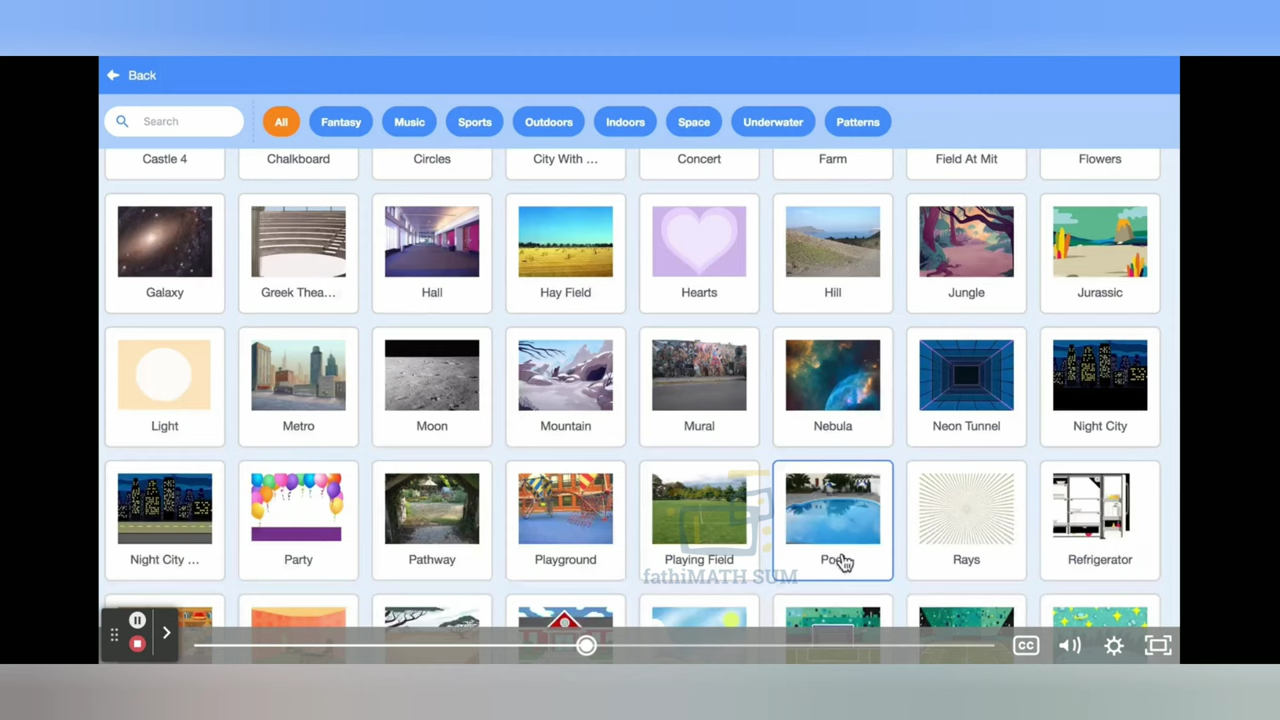 Back
Search
All
Fantasy
Music
Sports
Outdoors
Indoors
Space
Underwater
Patterns
Castle 4
Chalkboard
Circles
City With ...
Concert
Farm
Field At Mit
Flowers
Galaxy
Greek Thea...
Hall
Hay Field
Hearts
Hill
Jungle
Jurassic
Light
Metro
Moon
Mountain
Mural
Nebula
Neon Tunnel
Night City
Night City ...
Party
Pathway
Playground
Playing Field
Rays
Refrigerator
fathiMATH SUM
CC